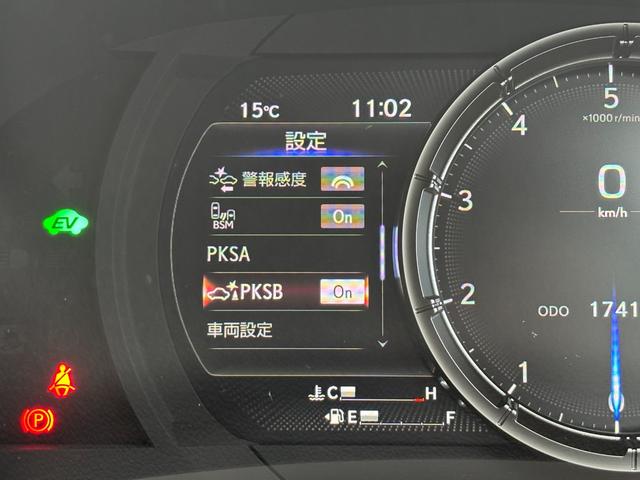 15℃ 11:02
設定
警報感度
BSM On
PKSA
PKSB On
車両設定
C H
E F
EV
P
5
×1000 r/min
4
3
2
1
0
km/h
ODO 1741